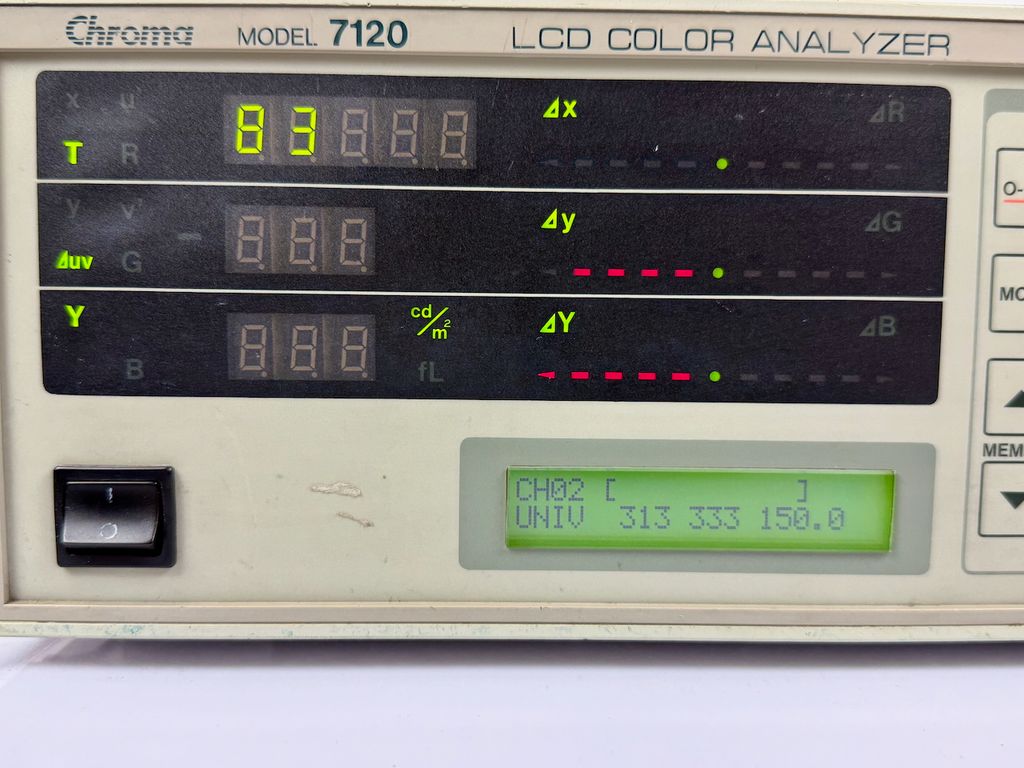 Chroma MODEL 7120 LCD COLOR ANALYZER
x u' Δx ΔR
T R 83
y v' Δy ΔG
Δuv G
Y cd/m² ΔY ΔB
B fL
CH02 [ ]
UNIV 313 333 150.0